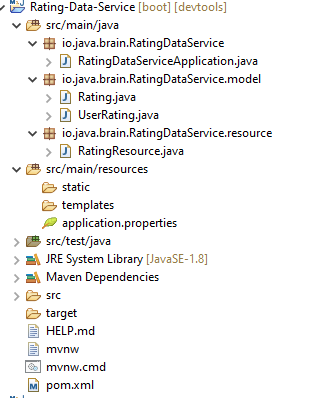 Rating-Data-Service [boot] [devtools]
src/main/java
io.java.brain.RatingDataService
RatingDataServiceApplication.java
io.java.brain.RatingDataService.model
Rating.java
UserRating.java
io.java.brain.RatingDataService.resource
RatingResource.java
src/main/resources
static
templates
application.properties
src/test/java
JRE System Library [JavaSE-1.8]
Maven Dependencies
src
target
HELP.md
mvnw
mvnw.cmd
pom.xml